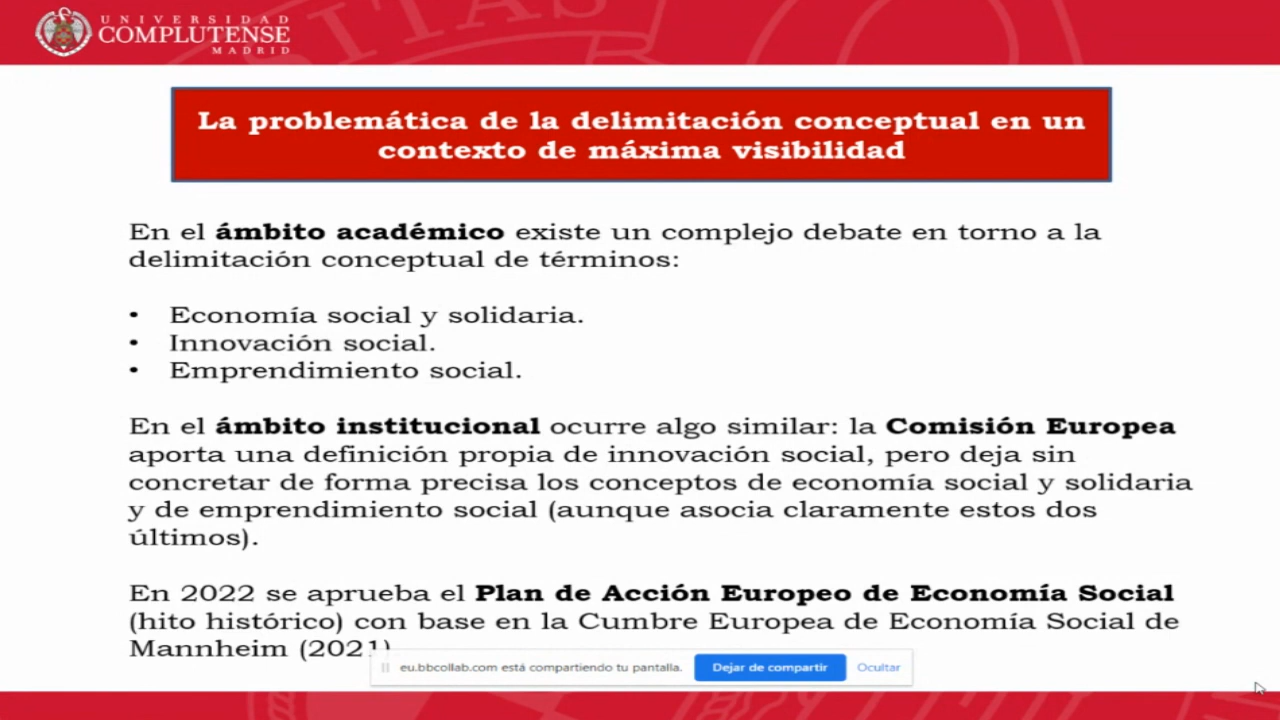 UNIVERSIDAD
COMPLUTENSE
MADRID
La problemática de la delimitación conceptual en un
contexto de máxima visibilidad
En el ámbito académico existe un complejo debate en torno a la
delimitación conceptual de términos:
• Economía social y solidaria.
• Innovación social.
• Emprendimiento social.
En el ámbito institucional ocurre algo similar: la Comisión Europea
aporta una definición propia de innovación social, pero deja sin
concretar de forma precisa los conceptos de economía social y solidaria
y de emprendimiento social (aunque asocia claramente estos dos
últimos).
En 2022 se aprueba el Plan de Acción Europeo de Economía Social
(hito histórico) con base en la Cumbre Europea de Economía Social de
Mannheim (2021)
eu.bbcollab.com está compartiendo tu pantalla. Dejar de compartir Ocultar